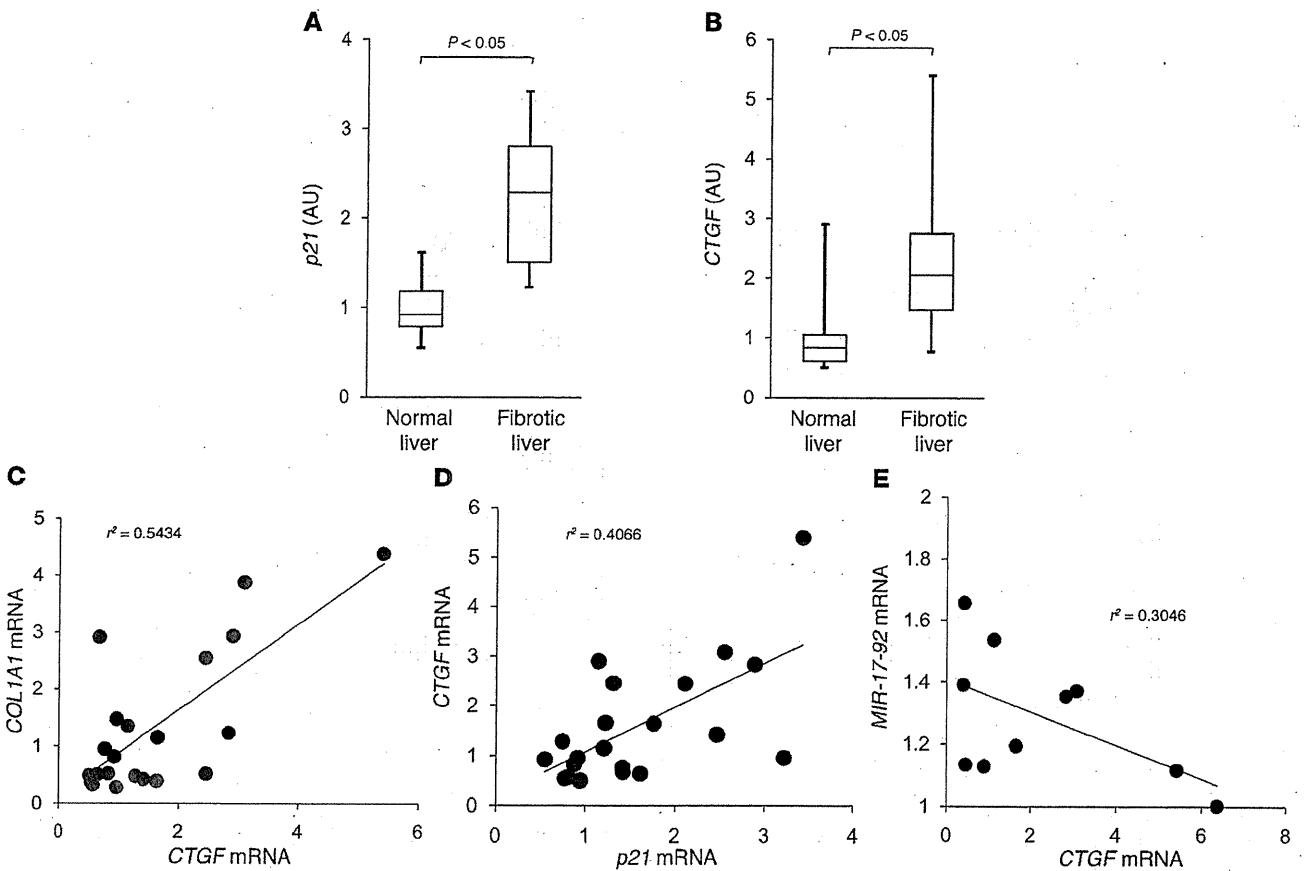 A
P < 0.05
4
3
2
1
0
p21 (AU)
Normal liver
Fibrotic liver
B
P < 0.05
6
5
4
3
2
1
0
CTGF (AU)
Normal liver
Fibrotic liver
C
r² = 0.5434
5
4
3
2
1
0
COL1A1 mRNA
0 2 4 6
CTGF mRNA
D
r² = 0.4066
6
5
4
3
2
1
0
CTGF mRNA
0 1 2 3 4
p21 mRNA
E
r² = 0.3046
2
1.8
1.6
1.4
1.2
1
MIR-17-92 mRNA
0 2 4 6 8
CTGF mRNA